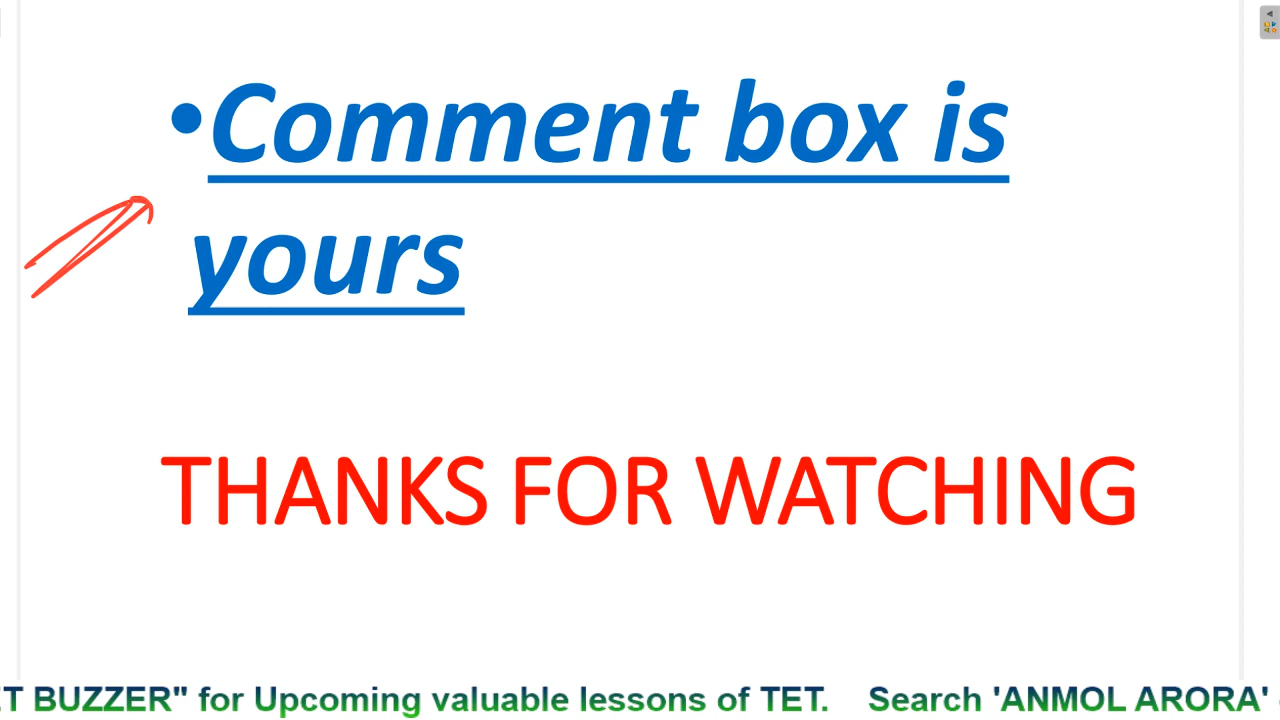 •Comment box is
yours
THANKS FOR WATCHING
BUZZER" for Upcoming valuable lessons of TET. Search 'ANMOL ARORA'